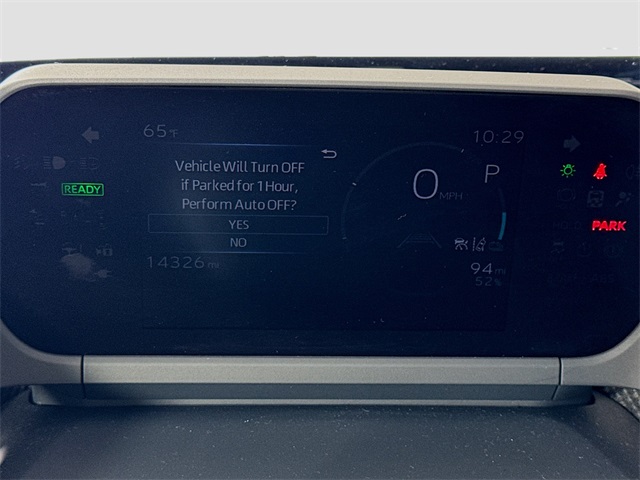 65°F
10:29
Vehicle Will Turn OFF
if Parked for 1 Hour,
Perform Auto OFF?
YES
NO
READY
0 MPH
P
PARK
14326 mi
94 mi
52%